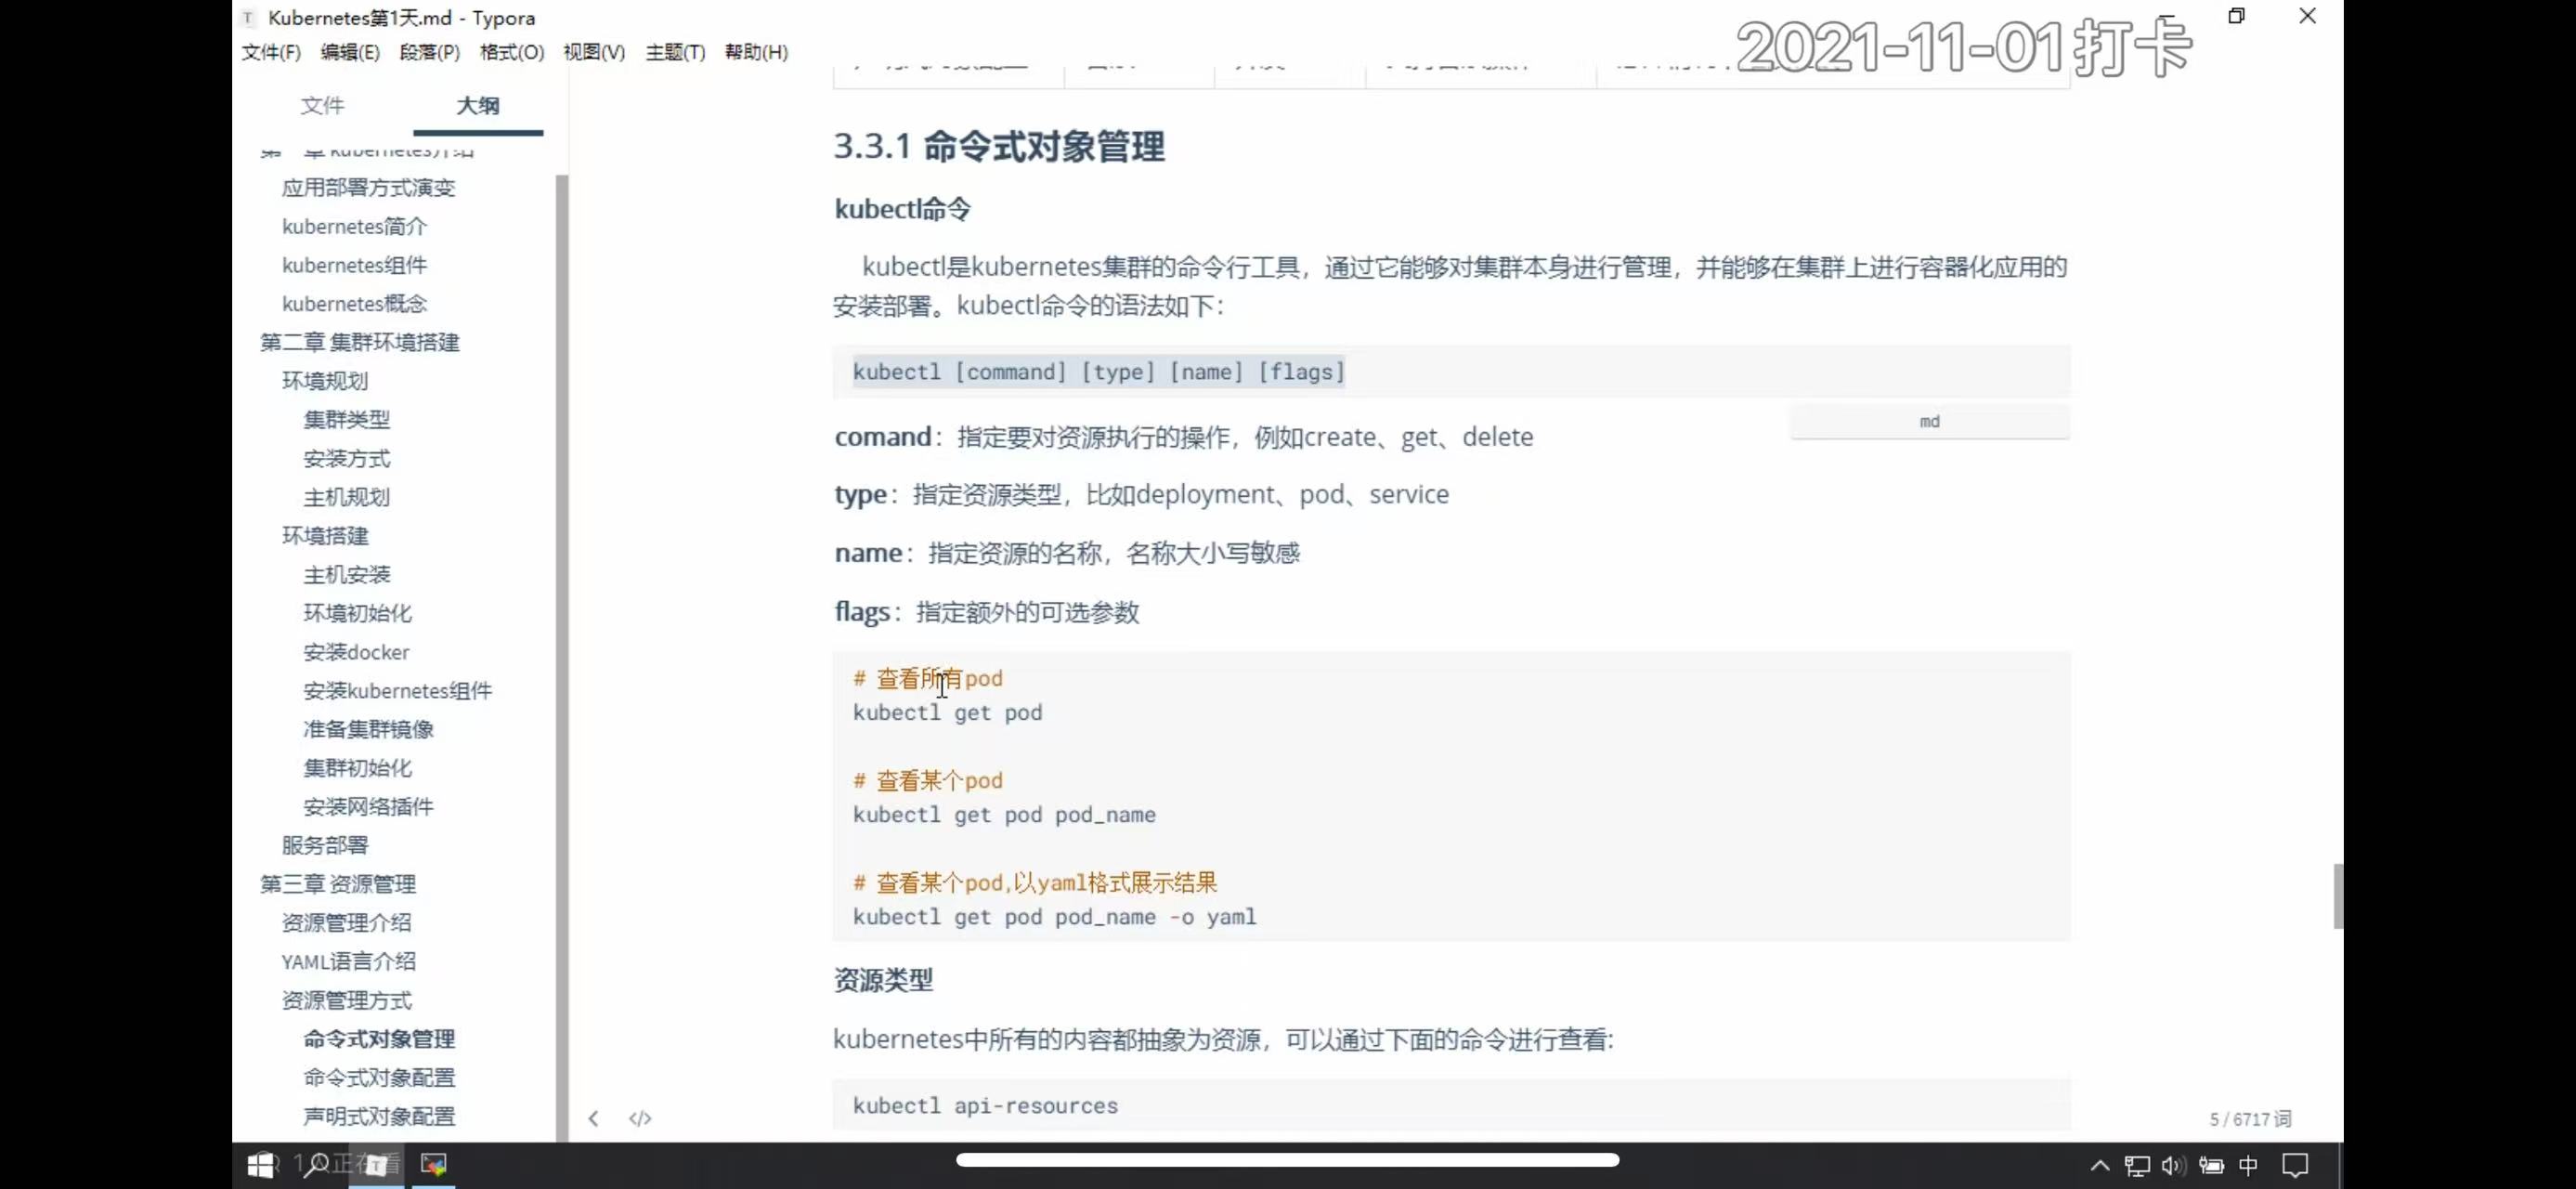 Kubernetes第1天.md - Typora
2021-11-01打卡
文件(F) 编辑(E) 段落(P) 格式(O) 视图(V) 主题(T) 帮助(H)
文件 大纲
应用部署方式演变
kubernetes简介
kubernetes组件
kubernetes概念
第二章 集群环境搭建
环境规划
集群类型
安装方式
主机规划
环境搭建
主机安装
环境初始化
安装docker
安装kubernetes组件
准备集群镜像
集群初始化
安装网络插件
服务部署
第三章 资源管理
资源管理介绍
YAML语言介绍
资源管理方式
命令式对象管理
命令式对象配置
声明式对象配置
3.3.1 命令式对象管理
kubectl命令
kubectl是kubernetes集群的命令行工具，通过它能够对集群本身进行管理，并能够在集群上进行容器化应用的
安装部署。kubectl命令的语法如下：
kubectl [command] [type] [name] [flags]
md
comand：指定要对资源执行的操作，例如create、get、delete
type：指定资源类型，比如deployment、pod、service
name：指定资源的名称，名称大小写敏感
flags：指定额外的可选参数
# 查看所有pod
kubectl get pod
# 查看某个pod
kubectl get pod pod_name
# 查看某个pod,以yaml格式展示结果
kubectl get pod pod_name -o yaml
资源类型
kubernetes中所有的内容都抽象为资源，可以通过下面的命令进行查看:
kubectl api-resources
5 / 6717 词
中